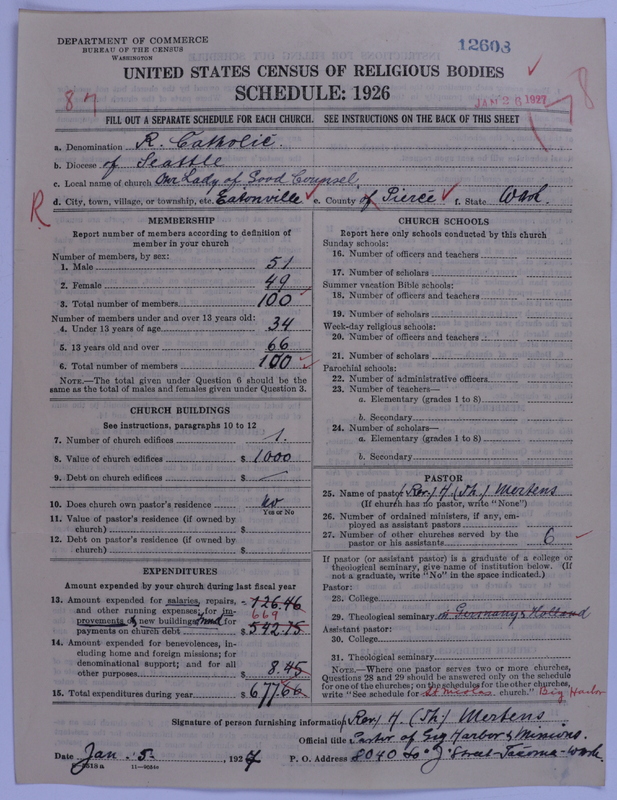 DEPARTMENT OF COMMERCE
BUREAU OF THE CENSUS
WASHINGTON
12608
UNITED STATES CENSUS OF RELIGIOUS BODIES
SCHEDULE: 1926
87
JAN 26 1927
8
FILL OUT A SEPARATE SCHEDULE FOR EACH CHURCH. SEE INSTRUCTIONS ON THE BACK OF THIS SHEET
a. Denomination R. Catholic.
b. Diocese of Seattle
c. Local name of church Our Lady of Good Counsel,
d. City, town, village, or township, etc. Eatonville e. County of Pierce f. State Wash.
R
MEMBERSHIP
Report number of members according to definition of member in your church
Number of members, by sex:
1. Male 51
2. Female 49
3. Total number of members 100
Number of members under and over 13 years old:
4. Under 13 years of age 34
5. 13 years old and over 66
6. Total number of members 100
NOTE.—The total given under Question 6 should be the
same as the total of males and females given under Question 3.
CHURCH BUILDINGS
See instructions, paragraphs 10 to 12
7. Number of church edifices 1.
8. Value of church edifices $ 1000
9. Debt on church edifices $ —
10. Does church own pastor's residence No
Yes or No
11. Value of pastor's residence (if owned by
church) $
12. Debt on pastor's residence (if owned by
church) $
EXPENDITURES
Amount expended by your church during last fiscal year
13. Amount expended for salaries, repairs,
and other running expenses; for im-
provements or new building; and for
payments on church debt $ 542.75
126.46
669
14. Amount expended for benevolences, in-
cluding home and foreign missions; for
denominational support; and for all
other purposes $ 8.45
15. Total expenditures during year $ 677.66
CHURCH SCHOOLS
Report here only schools conducted by this church
Sunday schools:
16. Number of officers and teachers
17. Number of scholars
Summer vacation Bible schools:
18. Number of officers and teachers
19. Number of scholars
Week-day religious schools:
20. Number of officers and teachers
21. Number of scholars
Parochial schools:
22. Number of administrative officers
23. Number of teachers—
a. Elementary (grades 1 to 8)
b. Secondary
24. Number of scholars—
a. Elementary (grades 1 to 8)
b. Secondary
PASTOR
25. Name of pastor (Rev) (Th.) Mertens
(If church has no pastor, write "None")
26. Number of ordained ministers, if any, em-
ployed as assistant pastors
27. Number of other churches served by the
pastor or his assistants 6
If pastor (or assistant pastor) is a graduate of a college or
theological seminary, give name of institution below. (If
not a graduate, write "No" in the space indicated.)
Pastor:
28. College
29. Theological seminary in Germany & Holland
Assistant pastor:
30. College
31. Theological seminary
NOTE.—Where one pastor serves two or more churches,
Questions 28 and 29 should be answered only on the schedule
for one of the churches; on the schedules for the other churches,
write "See schedule for St Nicolas church." Gig Harbor
Signature of person furnishing information (Rev) (Th) Mertens
Official title Pastor of Gig Harbor & Missions.
Date Jan. 5, 1927 P. O. Address J Street Tacoma - Wash.
11—9034